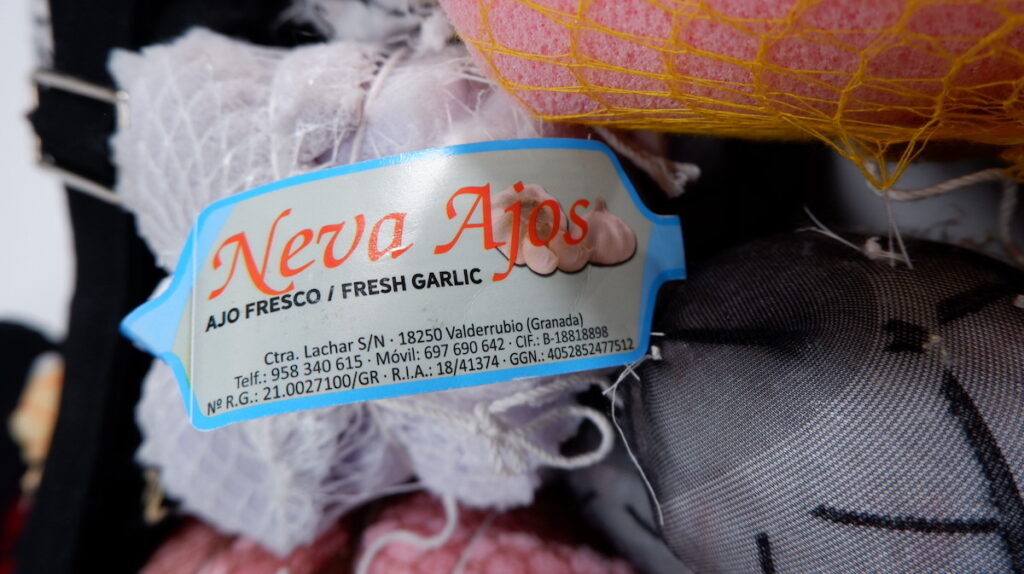 Neva Ajos
AJO FRESCO / FRESH GARLIC
Ctra. Lachar S/N · 18250 Valderrubio (Granada)
Telf.: 958 340 615 · Móvil: 697 690 642 · CIF.: B-18818898
Nº R.G.: 21.0027100/GR · R.I.A.: 18/41374 · GGN.: 4052852477512